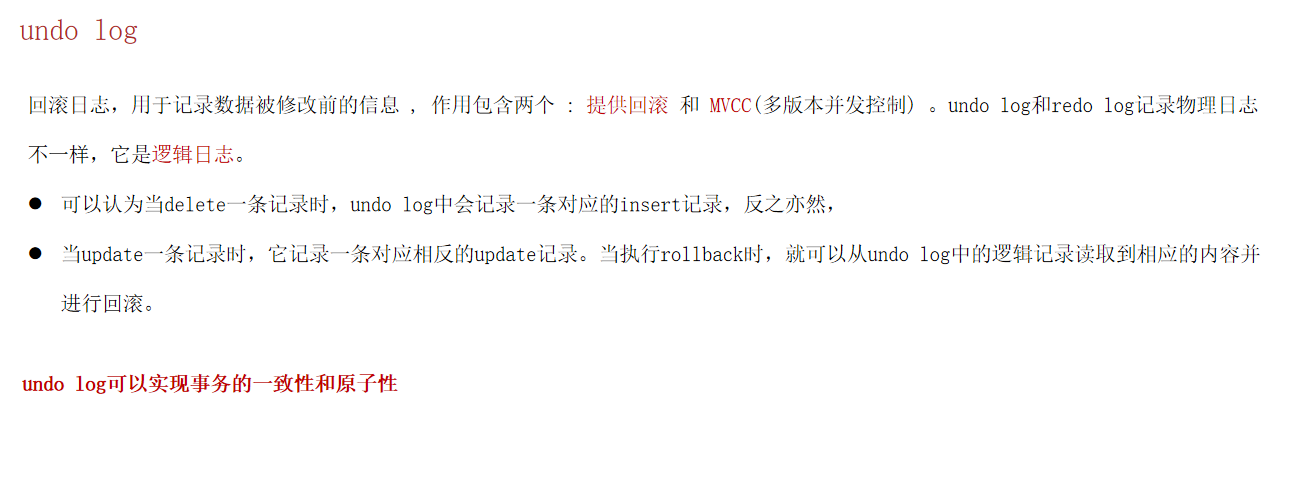 undo log
回滚日志，用于记录数据被修改前的信息 , 作用包含两个 : 提供回滚 和 MVCC(多版本并发控制) 。undo log和redo log记录物理日志
不一样，它是逻辑日志。
● 可以认为当delete一条记录时，undo log中会记录一条对应的insert记录，反之亦然，
● 当update一条记录时，它记录一条对应相反的update记录。当执行rollback时，就可以从undo log中的逻辑记录读取到相应的内容并
进行回滚。
undo log可以实现事务的一致性和原子性